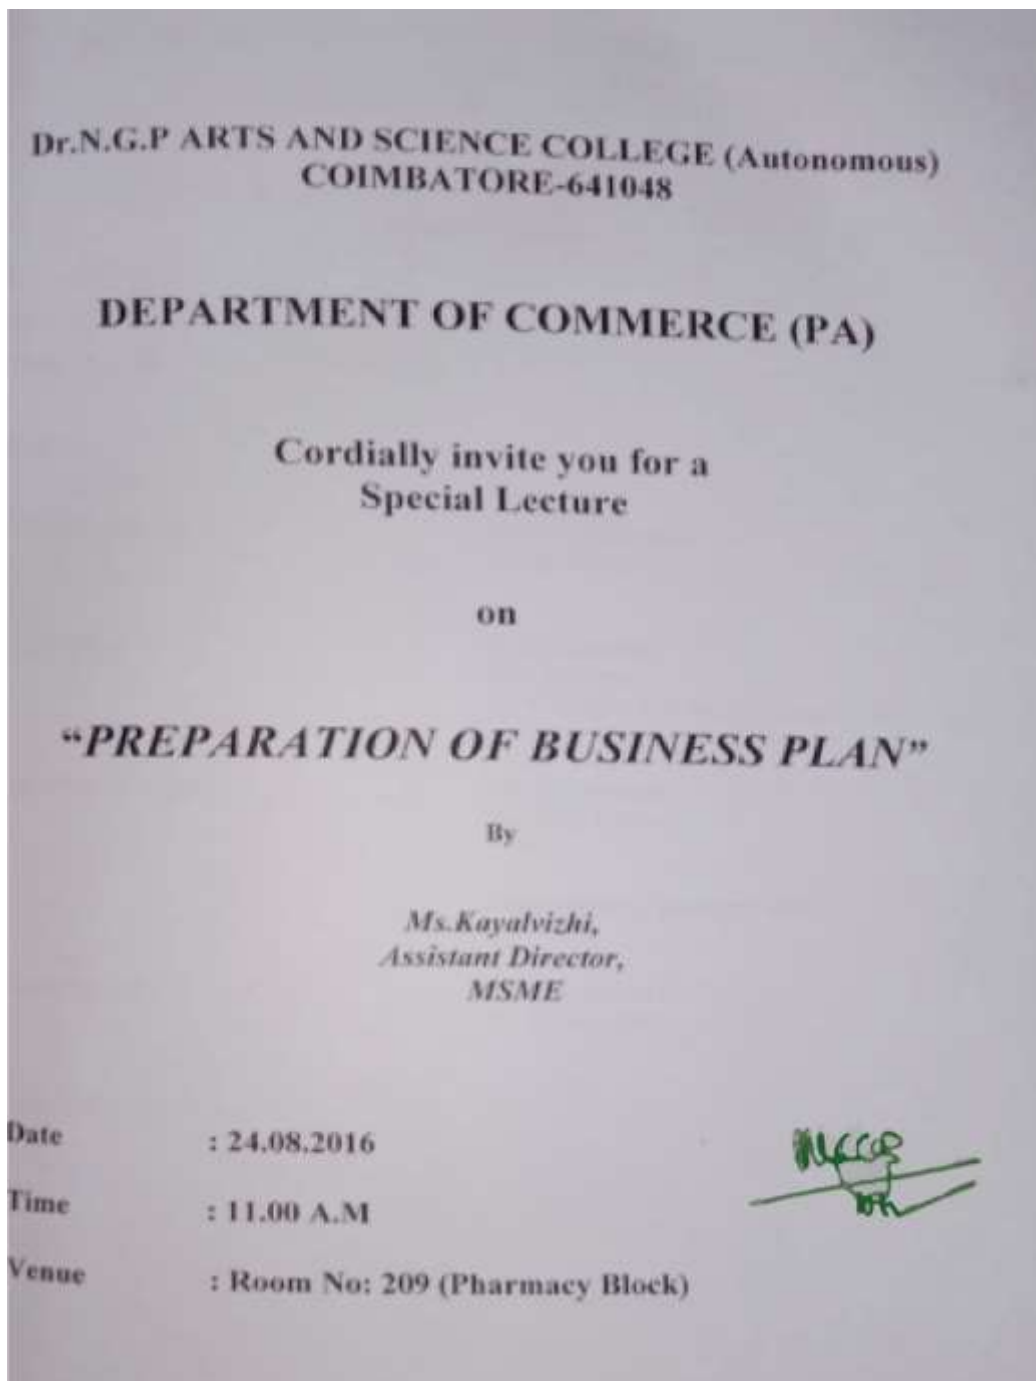 Dr.N.G.P ARTS AND SCIENCE COLLEGE (Autonomous)
COIMBATORE-641048
DEPARTMENT OF COMMERCE (PA)
Cordially invite you for a
Special Lecture
on
“PREPARATION OF BUSINESS PLAN”
By
Ms.Kayalvizhi,
Assistant Director,
MSME
Date : 24.08.2016
Time : 11.00 A.M
Venue : Room No: 209 (Pharmacy Block)